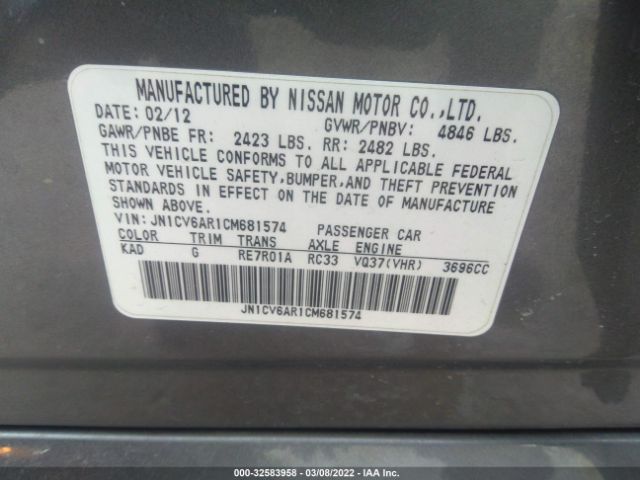 MANUFACTURED BY NISSAN MOTOR CO.,LTD.
DATE: 02/12 GVWR/PNBV: 4846 LBS.
GAWR/PNBE FR: 2423 LBS. RR: 2482 LBS.
THIS VEHICLE CONFORMS TO ALL APPLICABLE FEDERAL
MOTOR VEHICLE SAFETY,BUMPER,AND THEFT PREVENTION
STANDARDS IN EFFECT ON THE DATE OF MANUFACTURE
SHOWN ABOVE.
VIN: JN1CV6AR1CM681574 PASSENGER CAR
COLOR TRIM TRANS AXLE ENGINE
KAD G RE7R01A RC33 VQ37(VHR) 3696CC
JN1CV6AR1CM681574
000-32583958 - 03/08/2022 - IAA Inc.